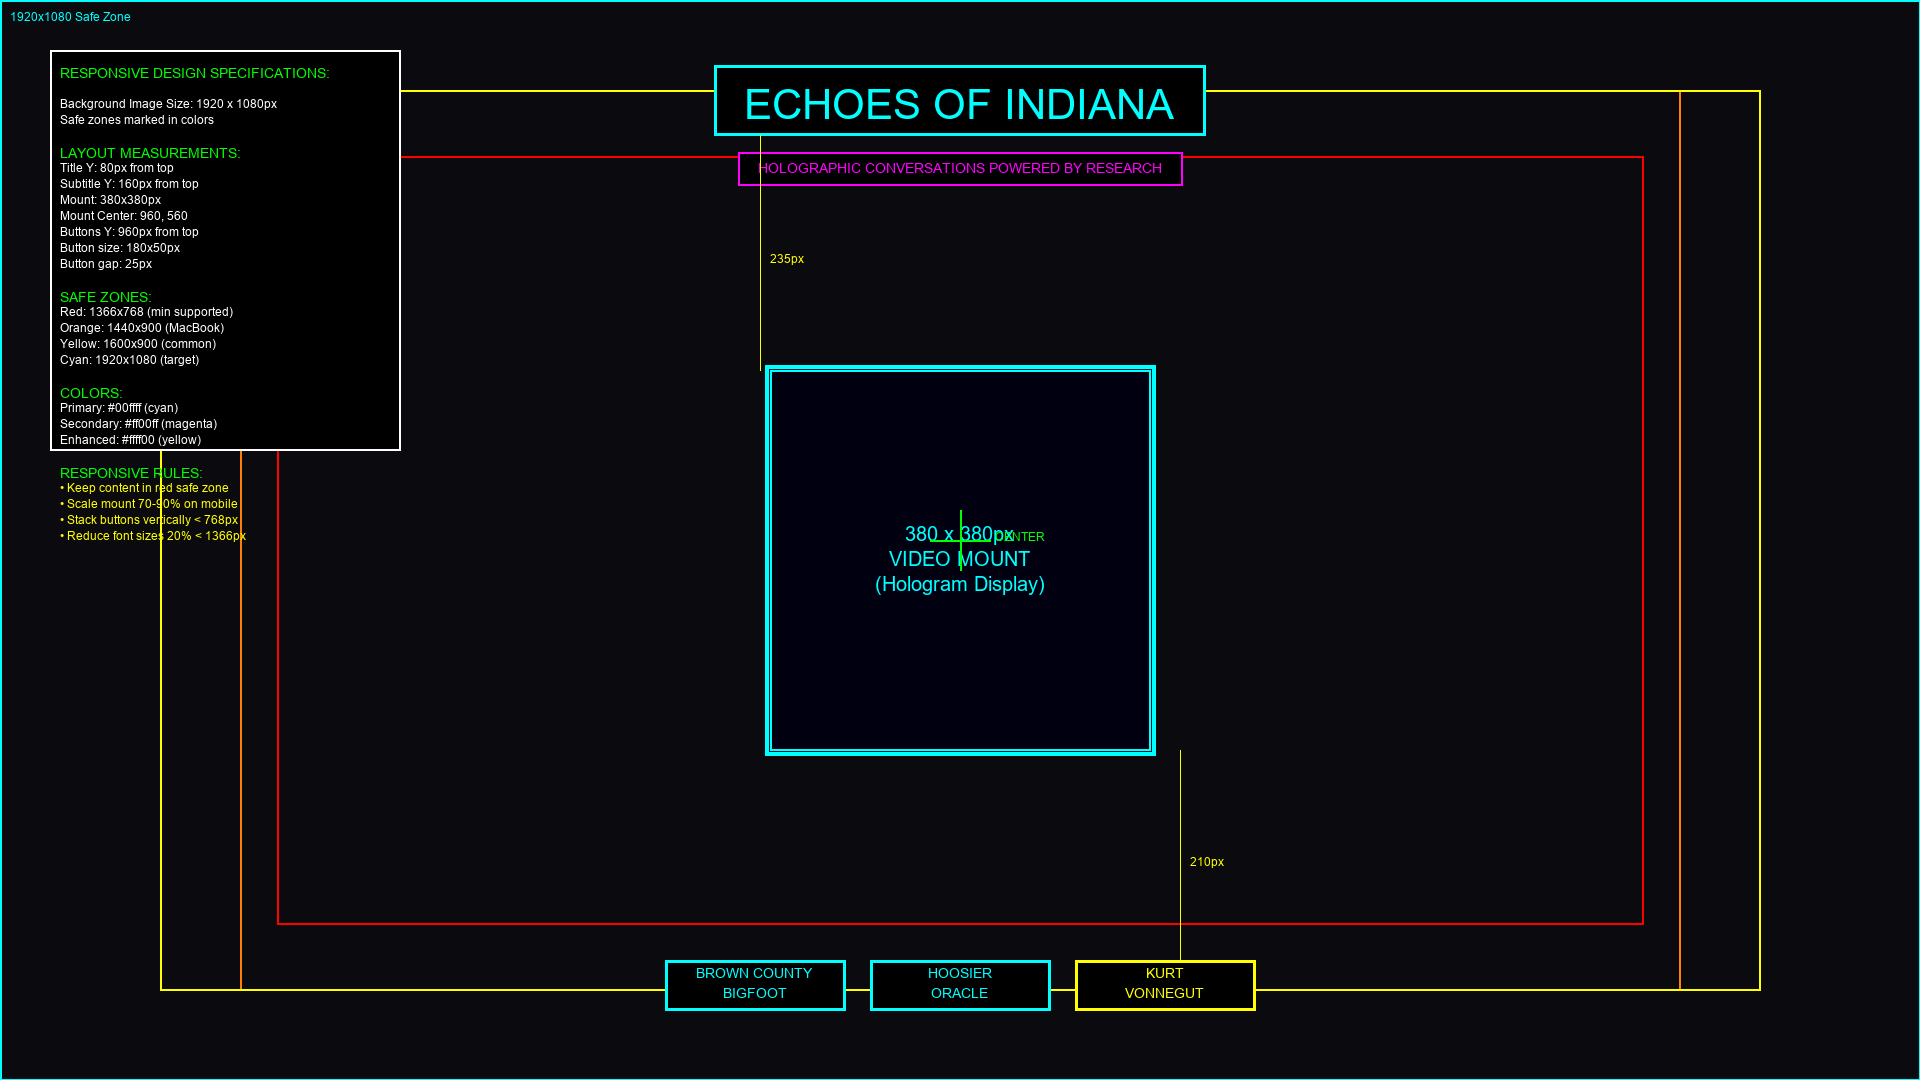 1920x1080 Safe Zone
RESPONSIVE DESIGN SPECIFICATIONS:
Background Image Size: 1920 x 1080px
Safe zones marked in colors
LAYOUT MEASUREMENTS:
Title Y: 80px from top
Subtitle Y: 160px from top
Mount: 380x380px
Mount Center: 960, 560
Buttons Y: 960px from top
Button size: 180x50px
Button gap: 25px
SAFE ZONES:
Red: 1366x768 (min supported)
Orange: 1440x900 (MacBook)
Yellow: 1600x900 (common)
Cyan: 1920x1080 (target)
COLORS:
Primary: #00ffff (cyan)
Secondary: #ff00ff (magenta)
Enhanced: #ffff00 (yellow)
RESPONSIVE RULES:
• Keep content in red safe zone
• Scale mount 70-90% on mobile
• Stack buttons vertically < 768px
• Reduce font sizes 20% < 1366px
ECHOES OF INDIANA
HOLOGRAPHIC CONVERSATIONS POWERED BY RESEARCH
235px
380 x 380px
CENTER
VIDEO MOUNT
(Hologram Display)
210px
BROWN COUNTY
BIGFOOT
HOOSIER
ORACLE
KURT
VONNEGUT